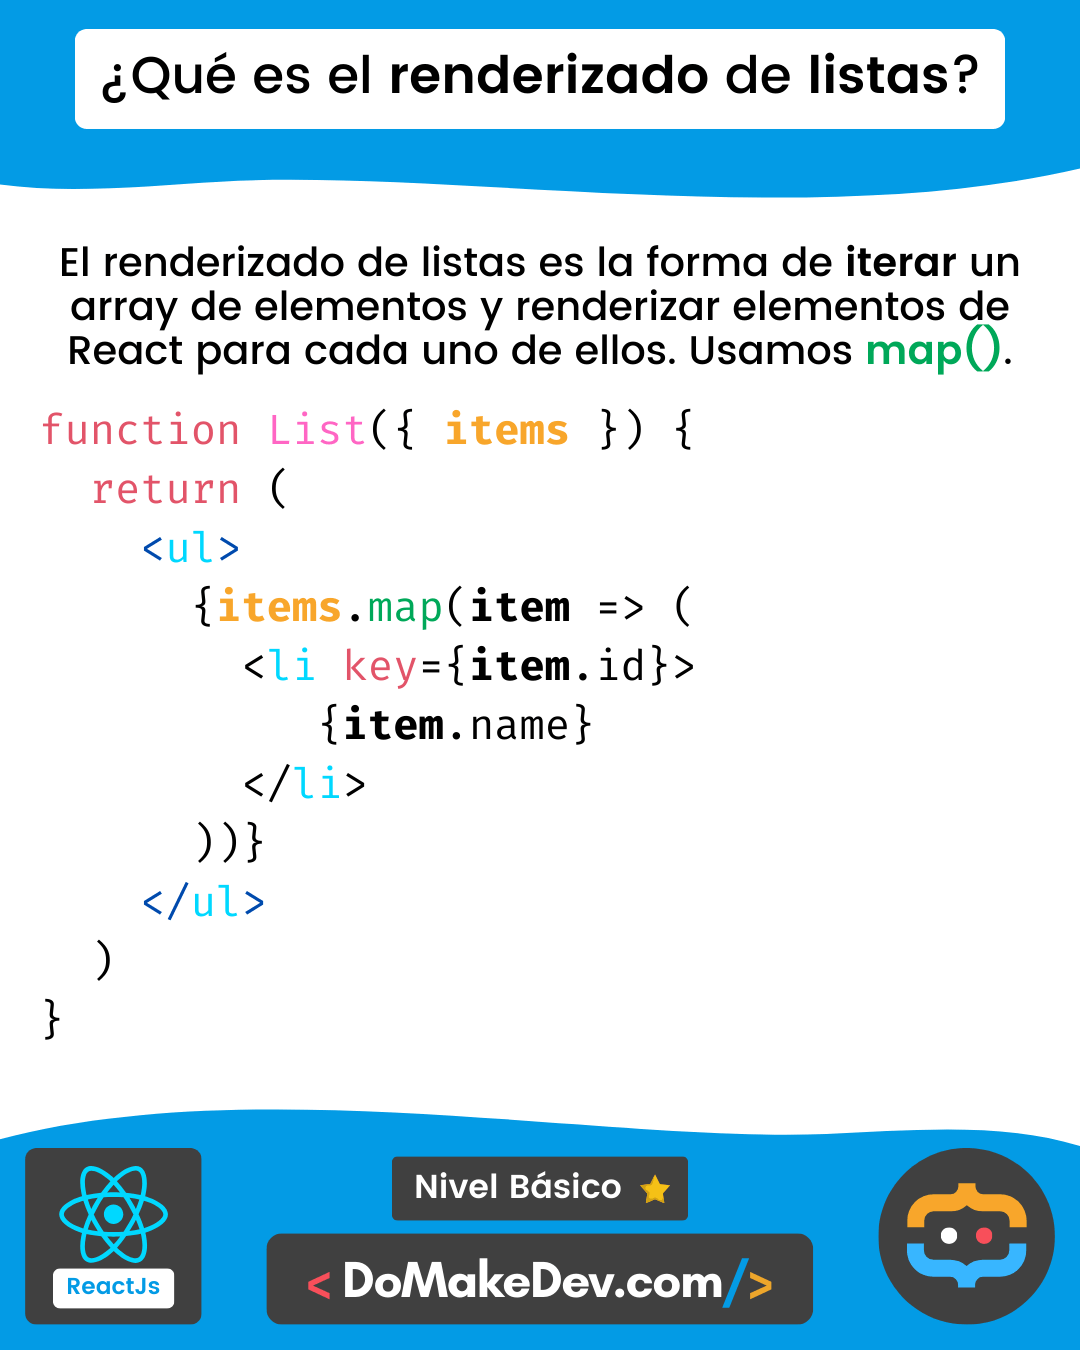 ¿Qué es el renderizado de listas?
El renderizado de listas es la forma de iterar un
array de elementos y renderizar elementos de
React para cada uno de ellos. Usamos map().
function List({ items }) {
  return (
    <ul>
      {items.map(item => (
        <li key={item.id}>
           {item.name}
        </li>
      ))}
    </ul>
  )
}
Nivel Básico
ReactJs
< DoMakeDev.com/>